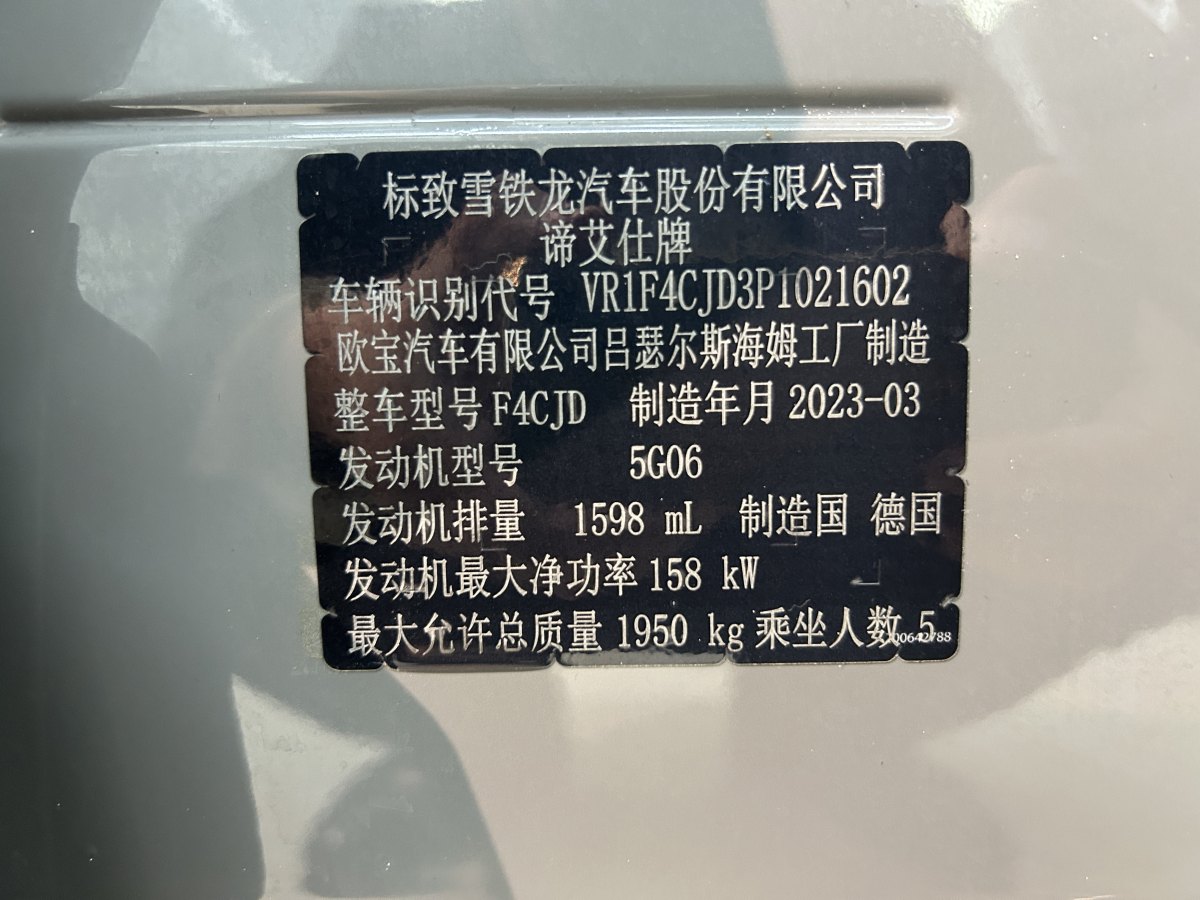 标致雪铁龙汽车股份有限公司
谛艾仕牌
车辆识别代号 VR1F4CJD3P1021602
欧宝汽车有限公司吕瑟尔斯海姆工厂制造
整车型号 F4CJD 制造年月 2023-03
发动机型号 5G06
发动机排量 1598 mL 制造国 德国
发动机最大净功率 158 kW
最大允许总质量 1950 kg 乘坐人数 5